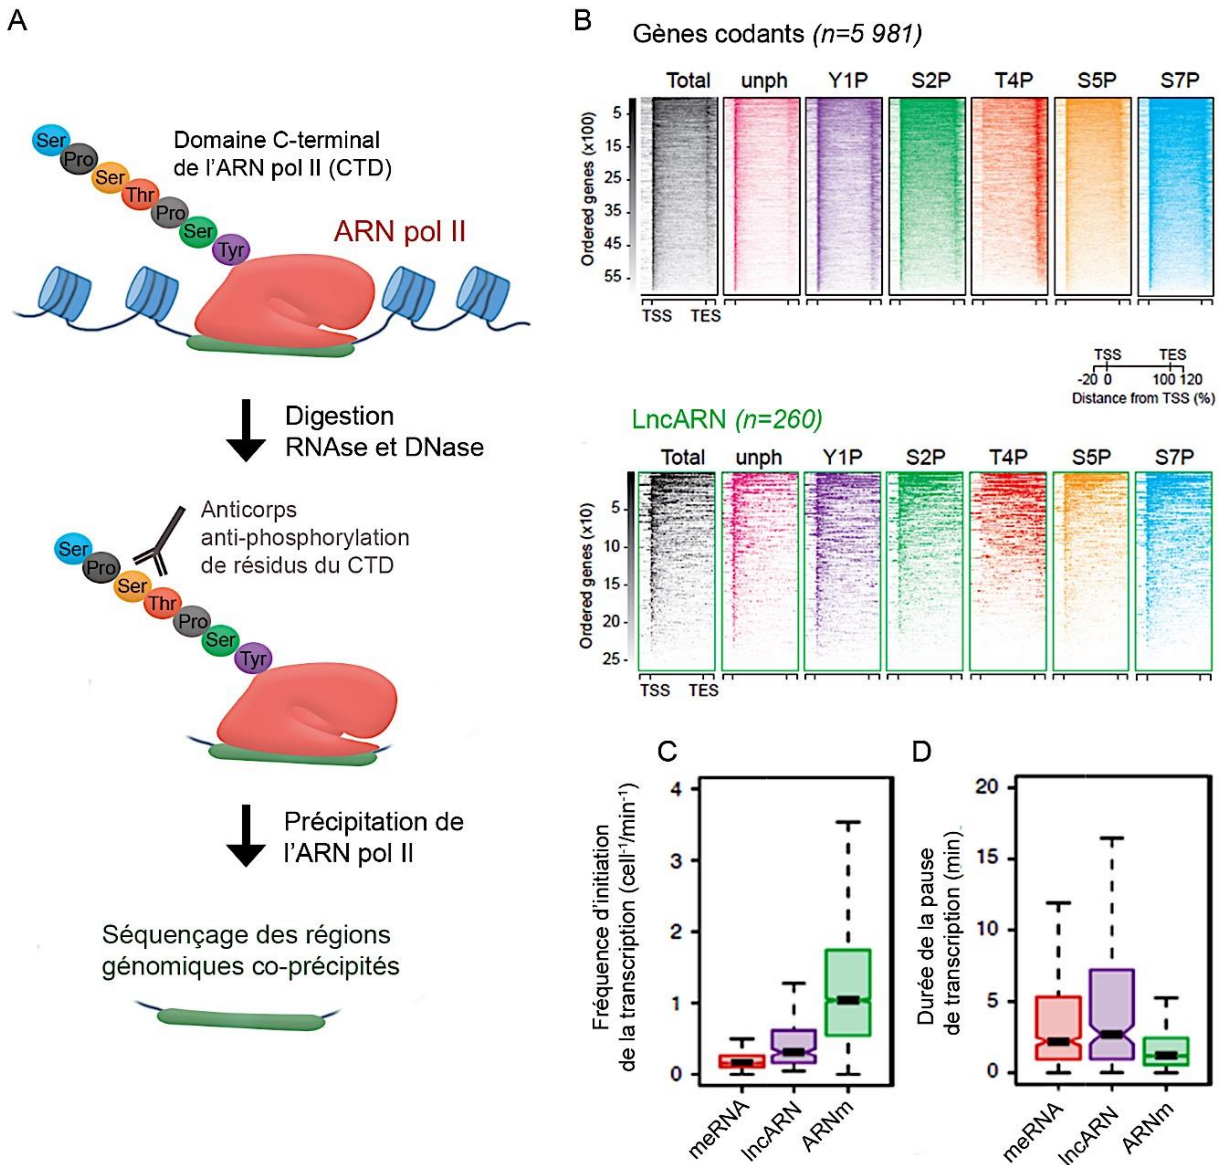 A
Domaine C-terminal
de l'ARN pol II (CTD)
Ser
Pro
Ser
Thr
Pro
Ser
Tyr
ARN pol II
Digestion
RNAse et DNase
Anticorps
anti-phosphorylation
de résidus du CTD
Ser
Pro
Ser
Thr
Pro
Ser
Tyr
Précipitation de
l'ARN pol II
Séquençage des régions
génomiques co-précipités
B
Gènes codants (n=5 981)
Total unph Y1P S2P T4P S5P S7P
Ordered genes (x100)
5
15
25
35
45
55
TSS TES
TSS TES
-20 0 100 120
Distance from TSS (%)
LncARN (n=260)
Total unph Y1P S2P T4P S5P S7P
Ordered genes (x10)
5
10
15
20
25
TSS TES
C
Fréquence d'initiation
de la transcription (cell-1/min-1)
4
3
2
1
0
meRNA
lncARN
ARNm
D
Durée de la pause
de transcription (min)
20
15
10
5
0
meRNA
lncARN
ARNm